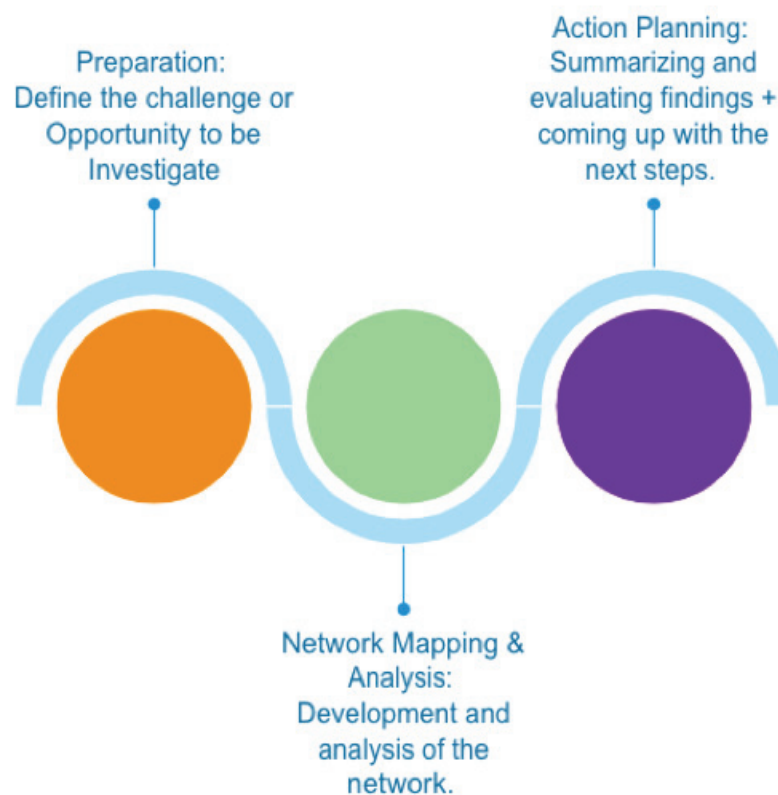 Preparation:
Define the challenge or
Opportunity to be
Investigate
Network Mapping &
Analysis:
Development and
analysis of the
network.
Action Planning:
Summarizing and
evaluating findings +
coming up with the
next steps.